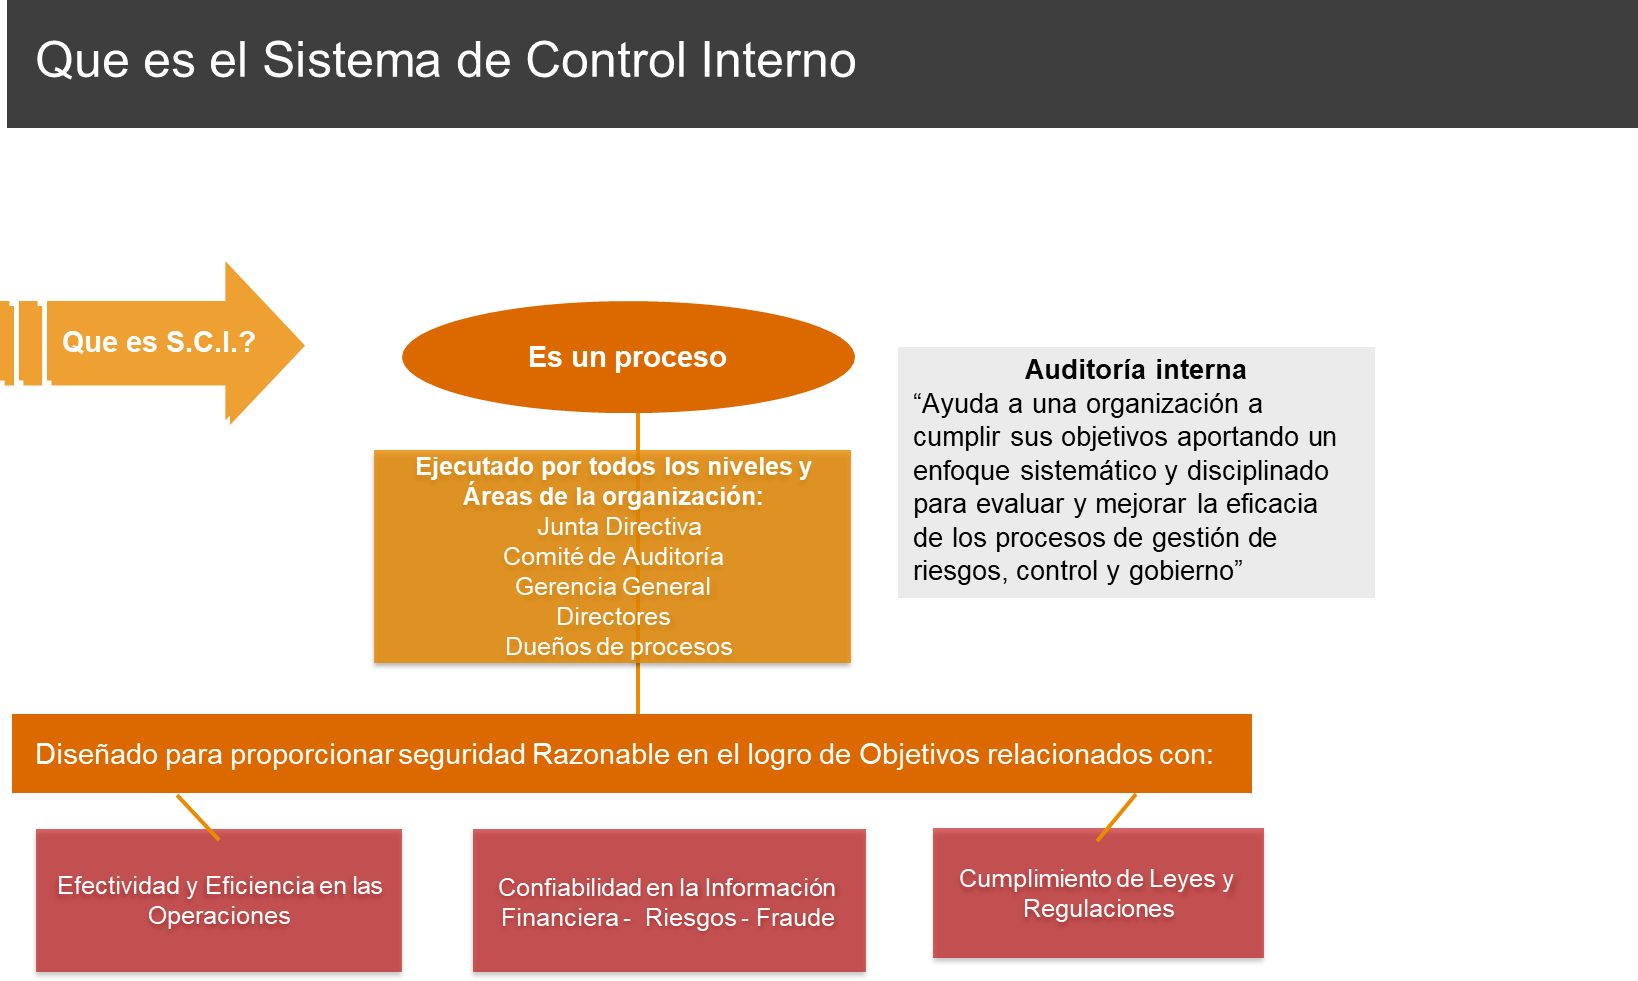 Que es el Sistema de Control Interno
Que es S.C.I.?
Es un proceso
Ejecutado por todos los niveles y
Áreas de la organización:
Junta Directiva
Comité de Auditoría
Gerencia General
Directores
Dueños de procesos
Auditoría interna
“Ayuda a una organización a
cumplir sus objetivos aportando un
enfoque sistemático y disciplinado
para evaluar y mejorar la eficacia
de los procesos de gestión de
riesgos, control y gobierno”
Diseñado para proporcionar seguridad Razonable en el logro de Objetivos relacionados con:
Efectividad y Eficiencia en las
Operaciones
Confiabilidad en la Información
Financiera - Riesgos - Fraude
Cumplimiento de Leyes y
Regulaciones